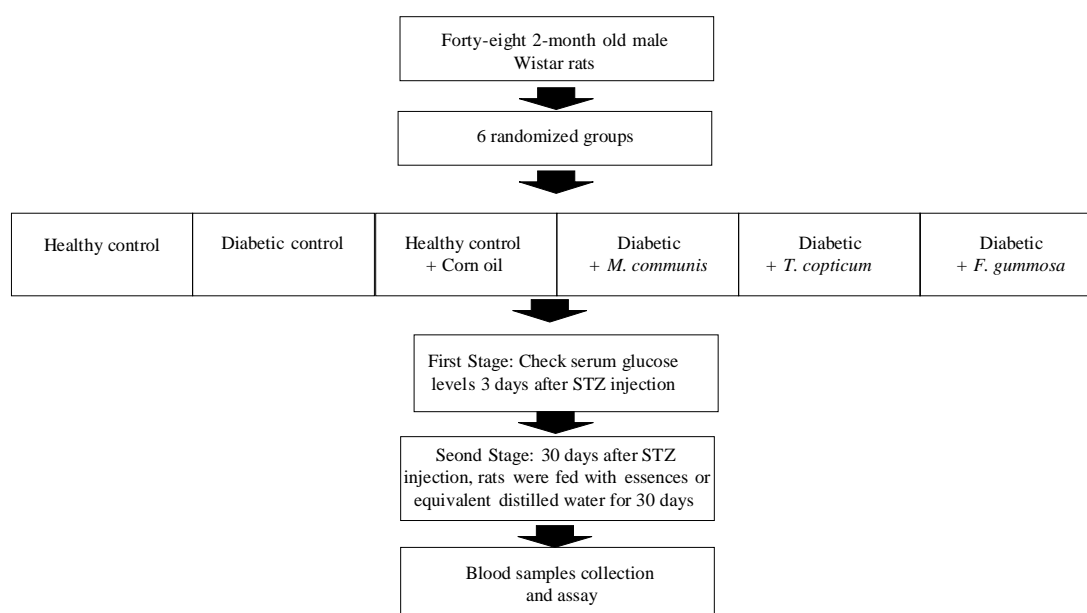 Forty-eight 2-month old male
Wistar rats
6 randomized groups
Healthy control
Diabetic control
Healthy control
+ Corn oil
Diabetic
+ M. communis
Diabetic
+ T. copticum
Diabetic
+ F. gummosa
First Stage: Check serum glucose
levels 3 days after STZ injection
Seond Stage: 30 days after STZ
injection, rats were fed with essences or
equivalent distilled water for 30 days
Blood samples collection
and assay